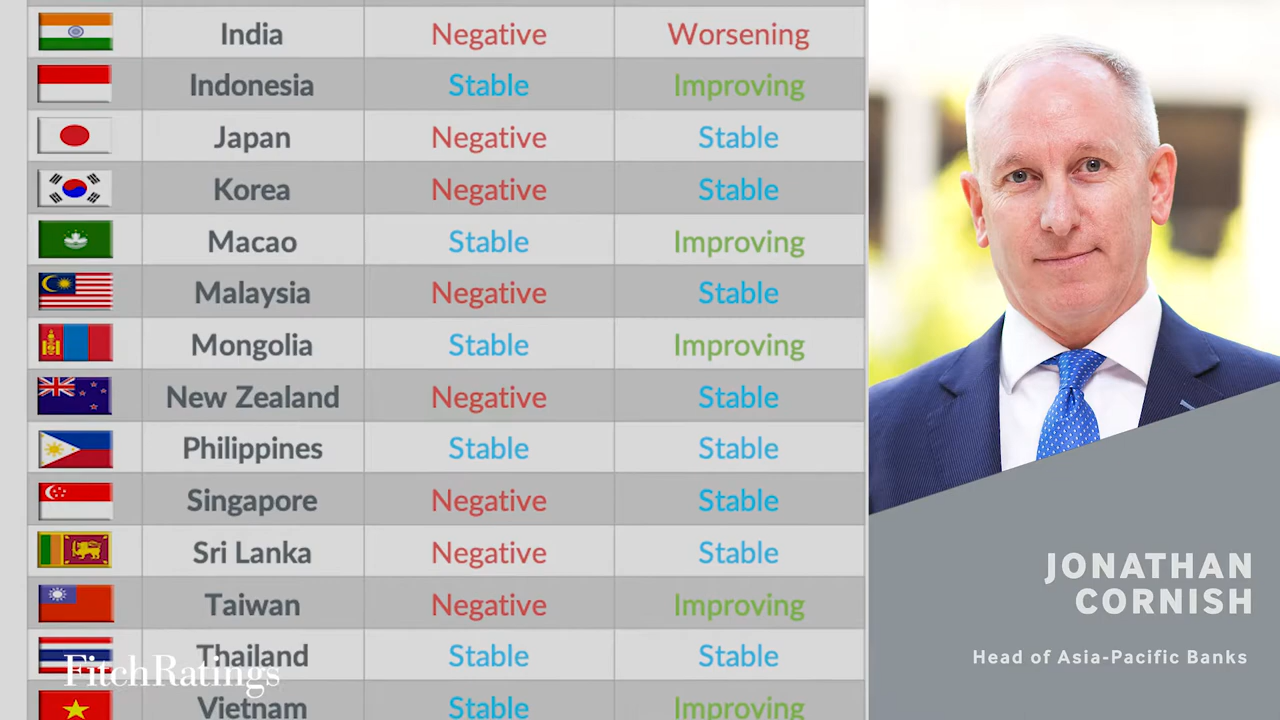 India Negative Worsening
Indonesia Stable Improving
Japan Negative Stable
Korea Negative Stable
Macao Stable Improving
Malaysia Negative Stable
Mongolia Stable Improving
New Zealand Negative Stable
Philippines Stable Stable
Singapore Negative Stable
Sri Lanka Negative Stable
Taiwan Negative Improving
Thailand Stable Stable
FitchRatings
Vietnam Stable Improving
JONATHAN
CORNISH
Head of Asia-Pacific Banks